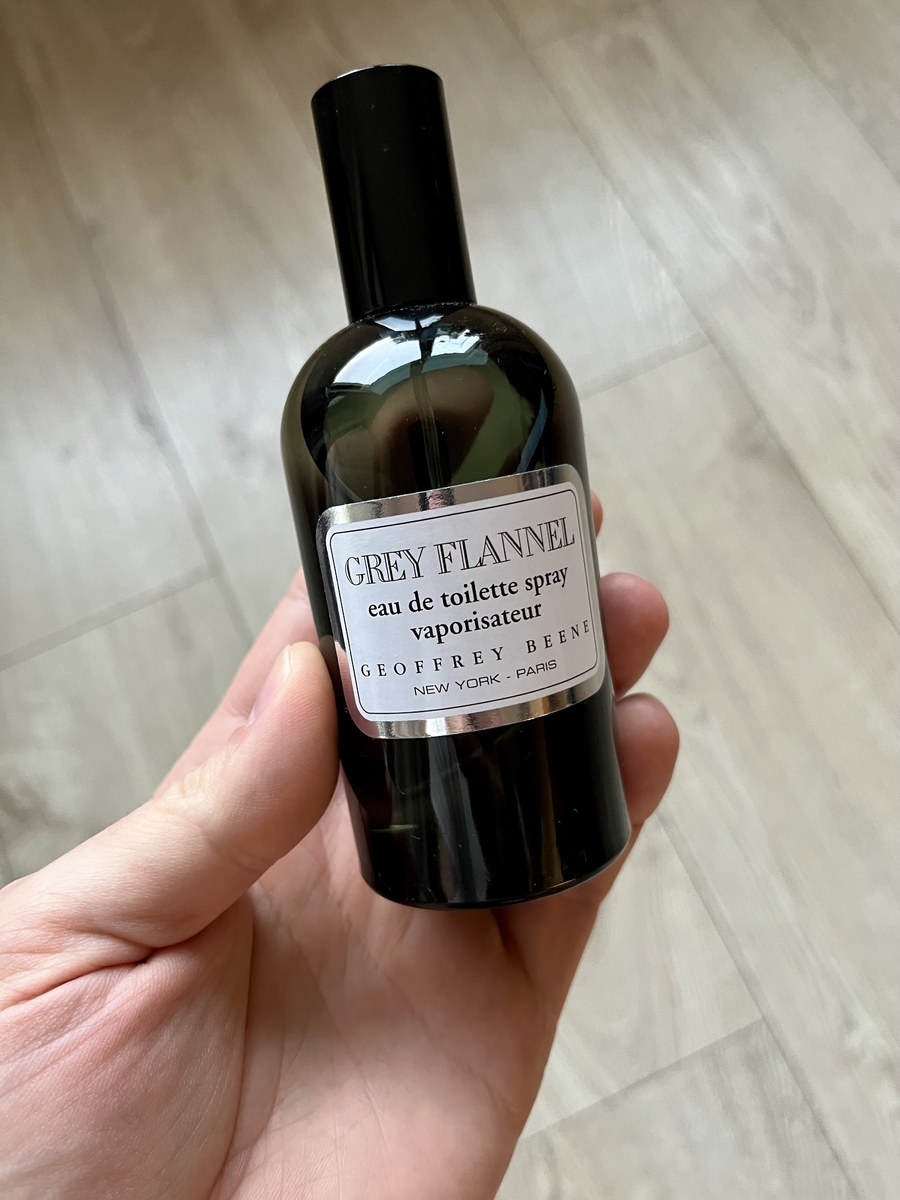 GREY FLANNEL
eau de toilette spray
vaporisateur
GEOFFREY BEENE
NEW YORK - PARIS